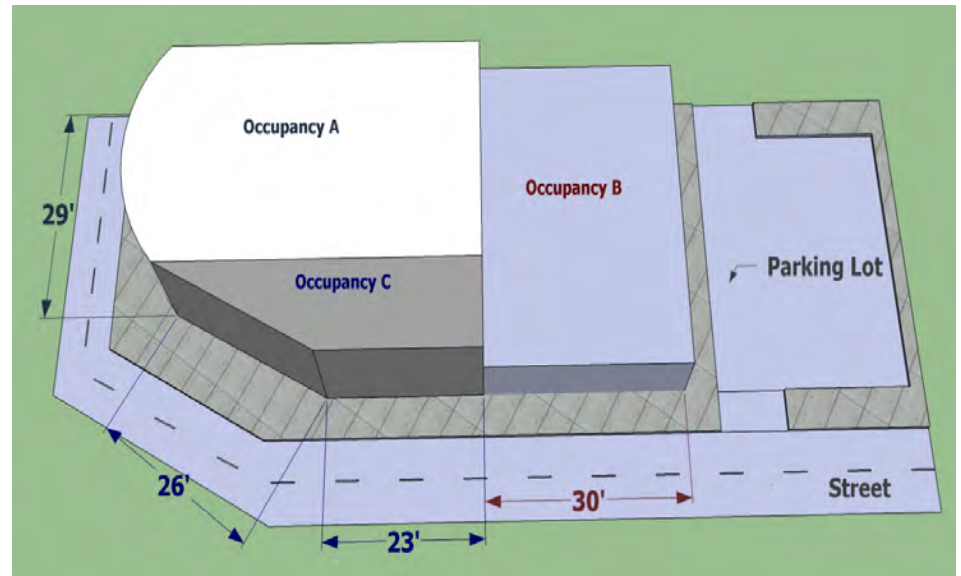 Occupancy A
Occupancy B
29'
Parking Lot
Occupancy C
26'
23'
30'
Street